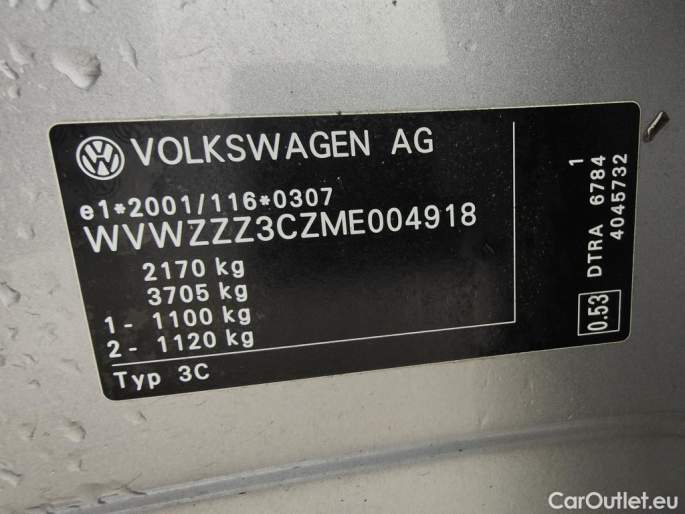 VOLKSWAGEN AG
e1*2001/116*0307
WVWZZZ3CZME004918
2170 kg
3705 kg
1 - 1100 kg
2 - 1120 kg
Typ 3C
1
DTRA 6784
4045732
0.53
CarOutlet.eu